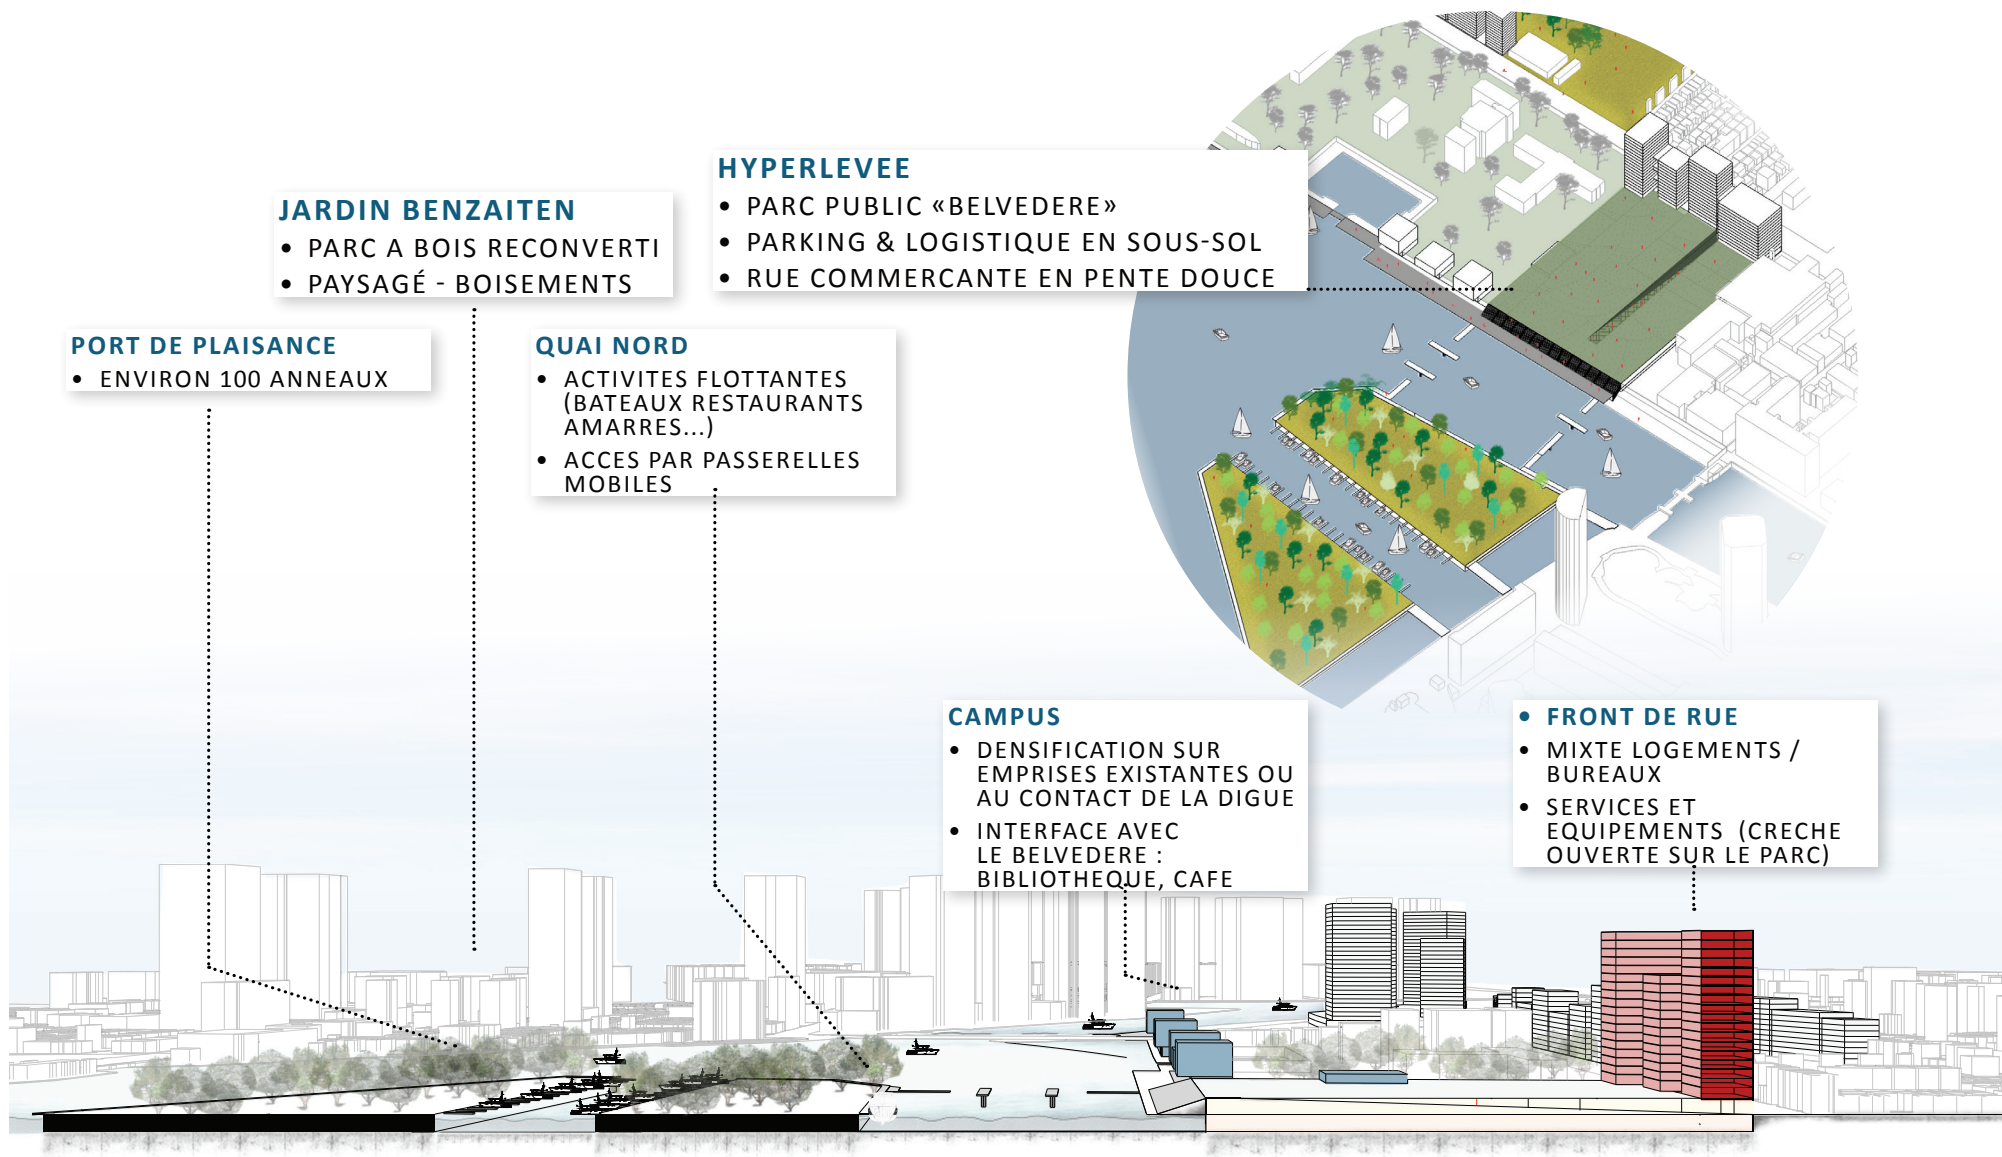 HYPERLEVEE
• PARC PUBLIC «BELVEDERE»
• PARKING & LOGISTIQUE EN SOUS-SOL
• RUE COMMERCANTE EN PENTE DOUCE
JARDIN BENZAITEN
• PARC A BOIS RECONVERTI
• PAYSAGÉ - BOISEMENTS
PORT DE PLAISANCE
• ENVIRON 100 ANNEAUX
QUAI NORD
• ACTIVITES FLOTTANTES
(BATEAUX RESTAURANTS
AMARRES...)
• ACCES PAR PASSERELLES
MOBILES
CAMPUS
• DENSIFICATION SUR
EMPRISES EXISTANTES OU
AU CONTACT DE LA DIGUE
• INTERFACE AVEC
LE BELVEDERE :
BIBLIOTHEQUE, CAFE
• FRONT DE RUE
• MIXTE LOGEMENTS /
BUREAUX
• SERVICES ET
EQUIPEMENTS (CRECHE
OUVERTE SUR LE PARC)